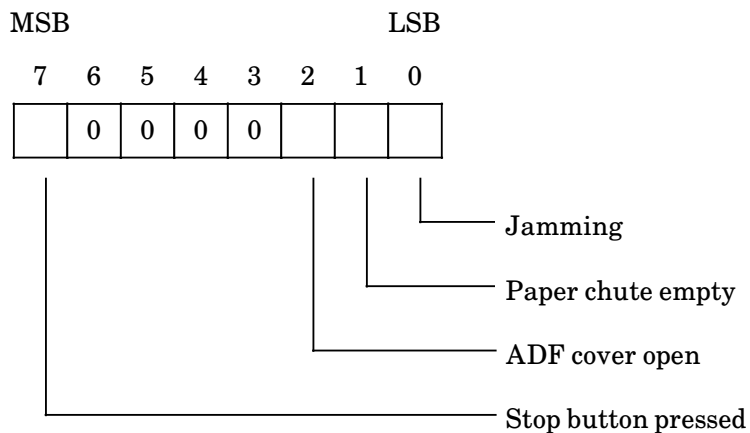 MSB LSB
7 6 5 4 3 2 1 0
0 0 0 0
Jamming
Paper chute empty
ADF cover open
Stop button pressed